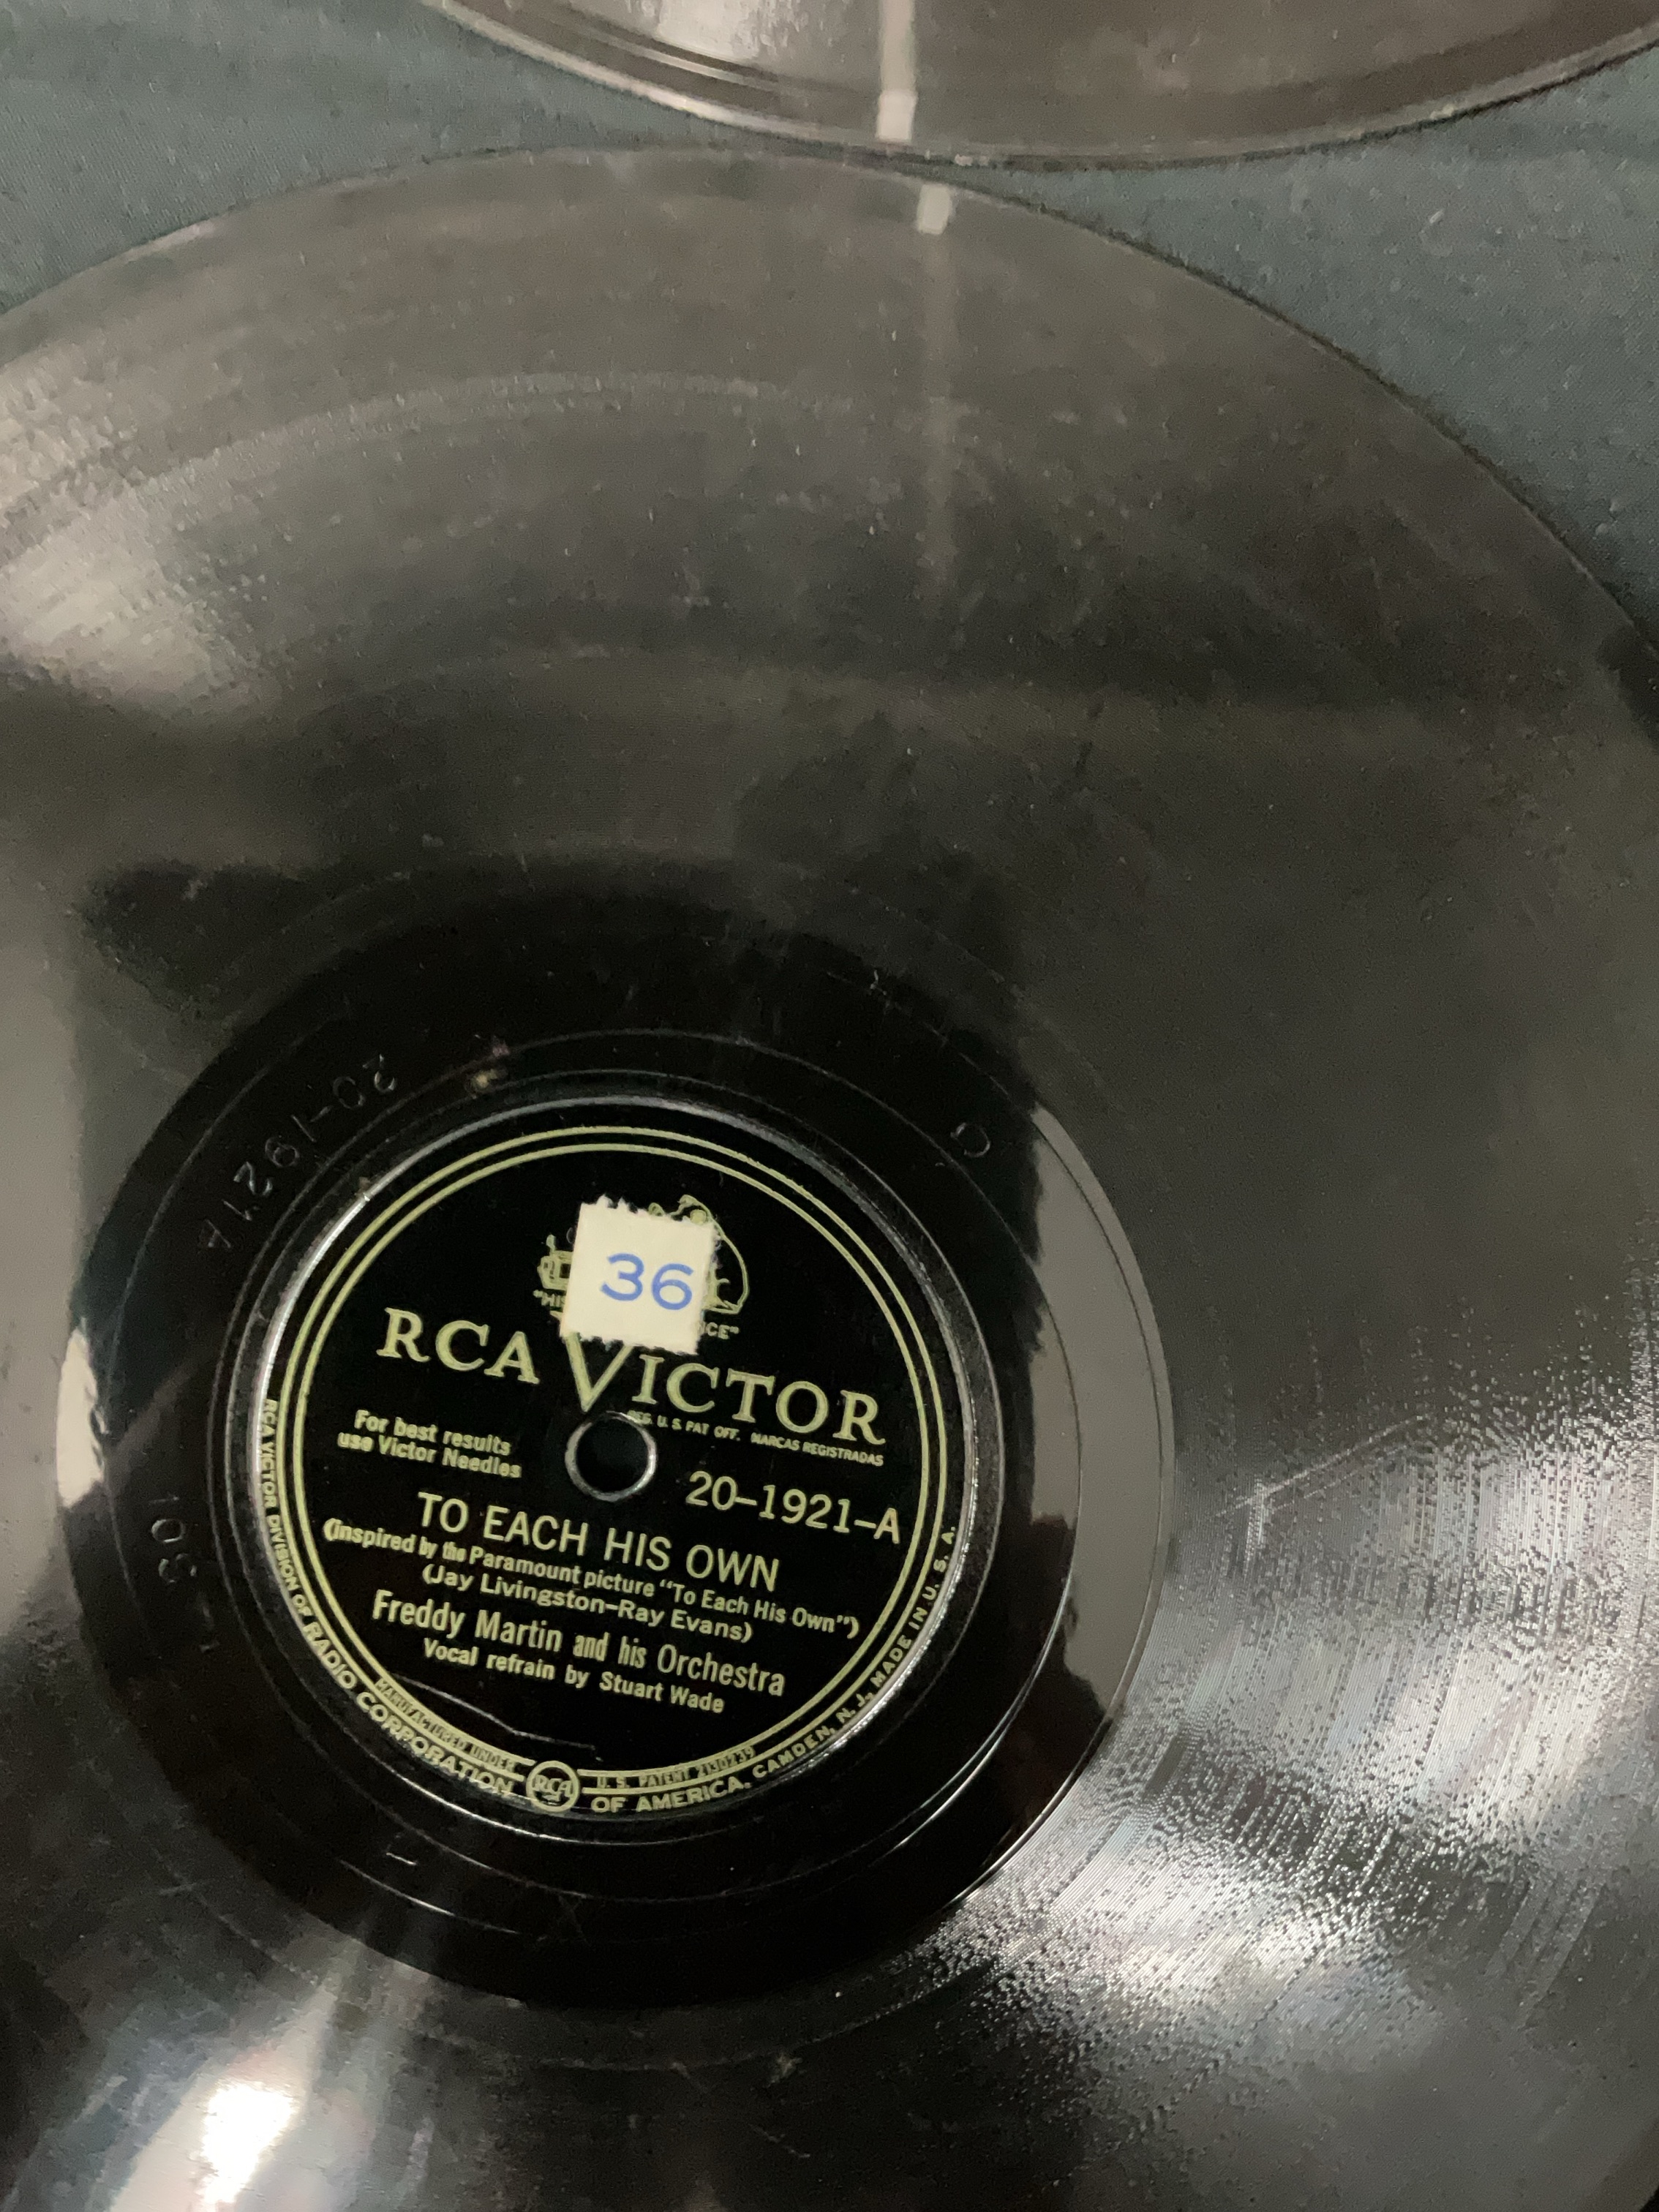 20-1921A
36
"HIS
ICE"
RCA VICTOR
REG. U. S. PAT OFF. MARCAS REGISTRADAS
For best results
use Victor Needles
20–1921–A
TO EACH HIS OWN
(Inspired by the Paramount picture "To Each His Own")
(Jay Livingston–Ray Evans)
Freddy Martin and his Orchestra
Vocal refrain by Stuart Wade
MANUFACTURED UNDER RCA U. S. PATENT 2130239
RCA VICTOR DIVISION OF RADIO CORPORATION OF AMERICA, CAMDEN, N. J., MADE IN U. S. A.